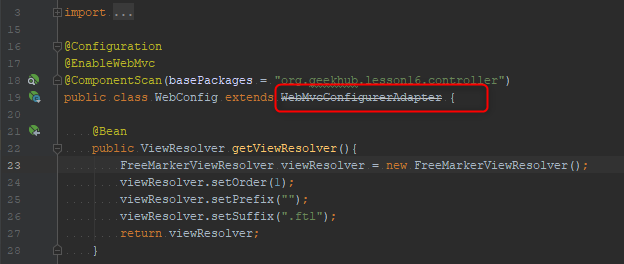 3 import ...
15
16 @Configuration
17 @EnableWebMvc
18 @ComponentScan(basePackages = "org.geekhub.lesson16.controller")
19 public class WebConfig extends WebMvcConfigurerAdapter {
20
21 @Bean
22 public ViewResolver getViewResolver(){
23 FreeMarkerViewResolver viewResolver = new FreeMarkerViewResolver();
24 viewResolver.setOrder(1);
25 viewResolver.setPrefix("");
26 viewResolver.setSuffix(".ftl");
27 return viewResolver;
28 }